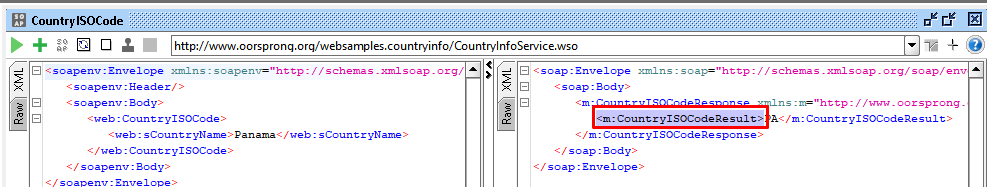 CountryISOCode
http://www.oorsprong.org/websamples.countryinfo/CountryInfoService.wso
XML
Raw
<soapenv:Envelope xmlns:soapenv="http://schemas.xmlsoap.org/
<soapenv:Header/>
<soapenv:Body>
<web:CountryISOCode>
<web:sCountryName>Panama</web:sCountryName>
</web:CountryISOCode>
</soapenv:Body>
</soapenv:Envelope>
XML
Raw
<soap:Envelope xmlns:soap="http://schemas.xmlsoap.org/soap/env
<soap:Body>
<m:CountryISOCodeResponse xmlns:m="http://www.oorsprong.o
<m:CountryISOCodeResult>PA</m:CountryISOCodeResult>
</m:CountryISOCodeResponse>
</soap:Body>
</soap:Envelope>